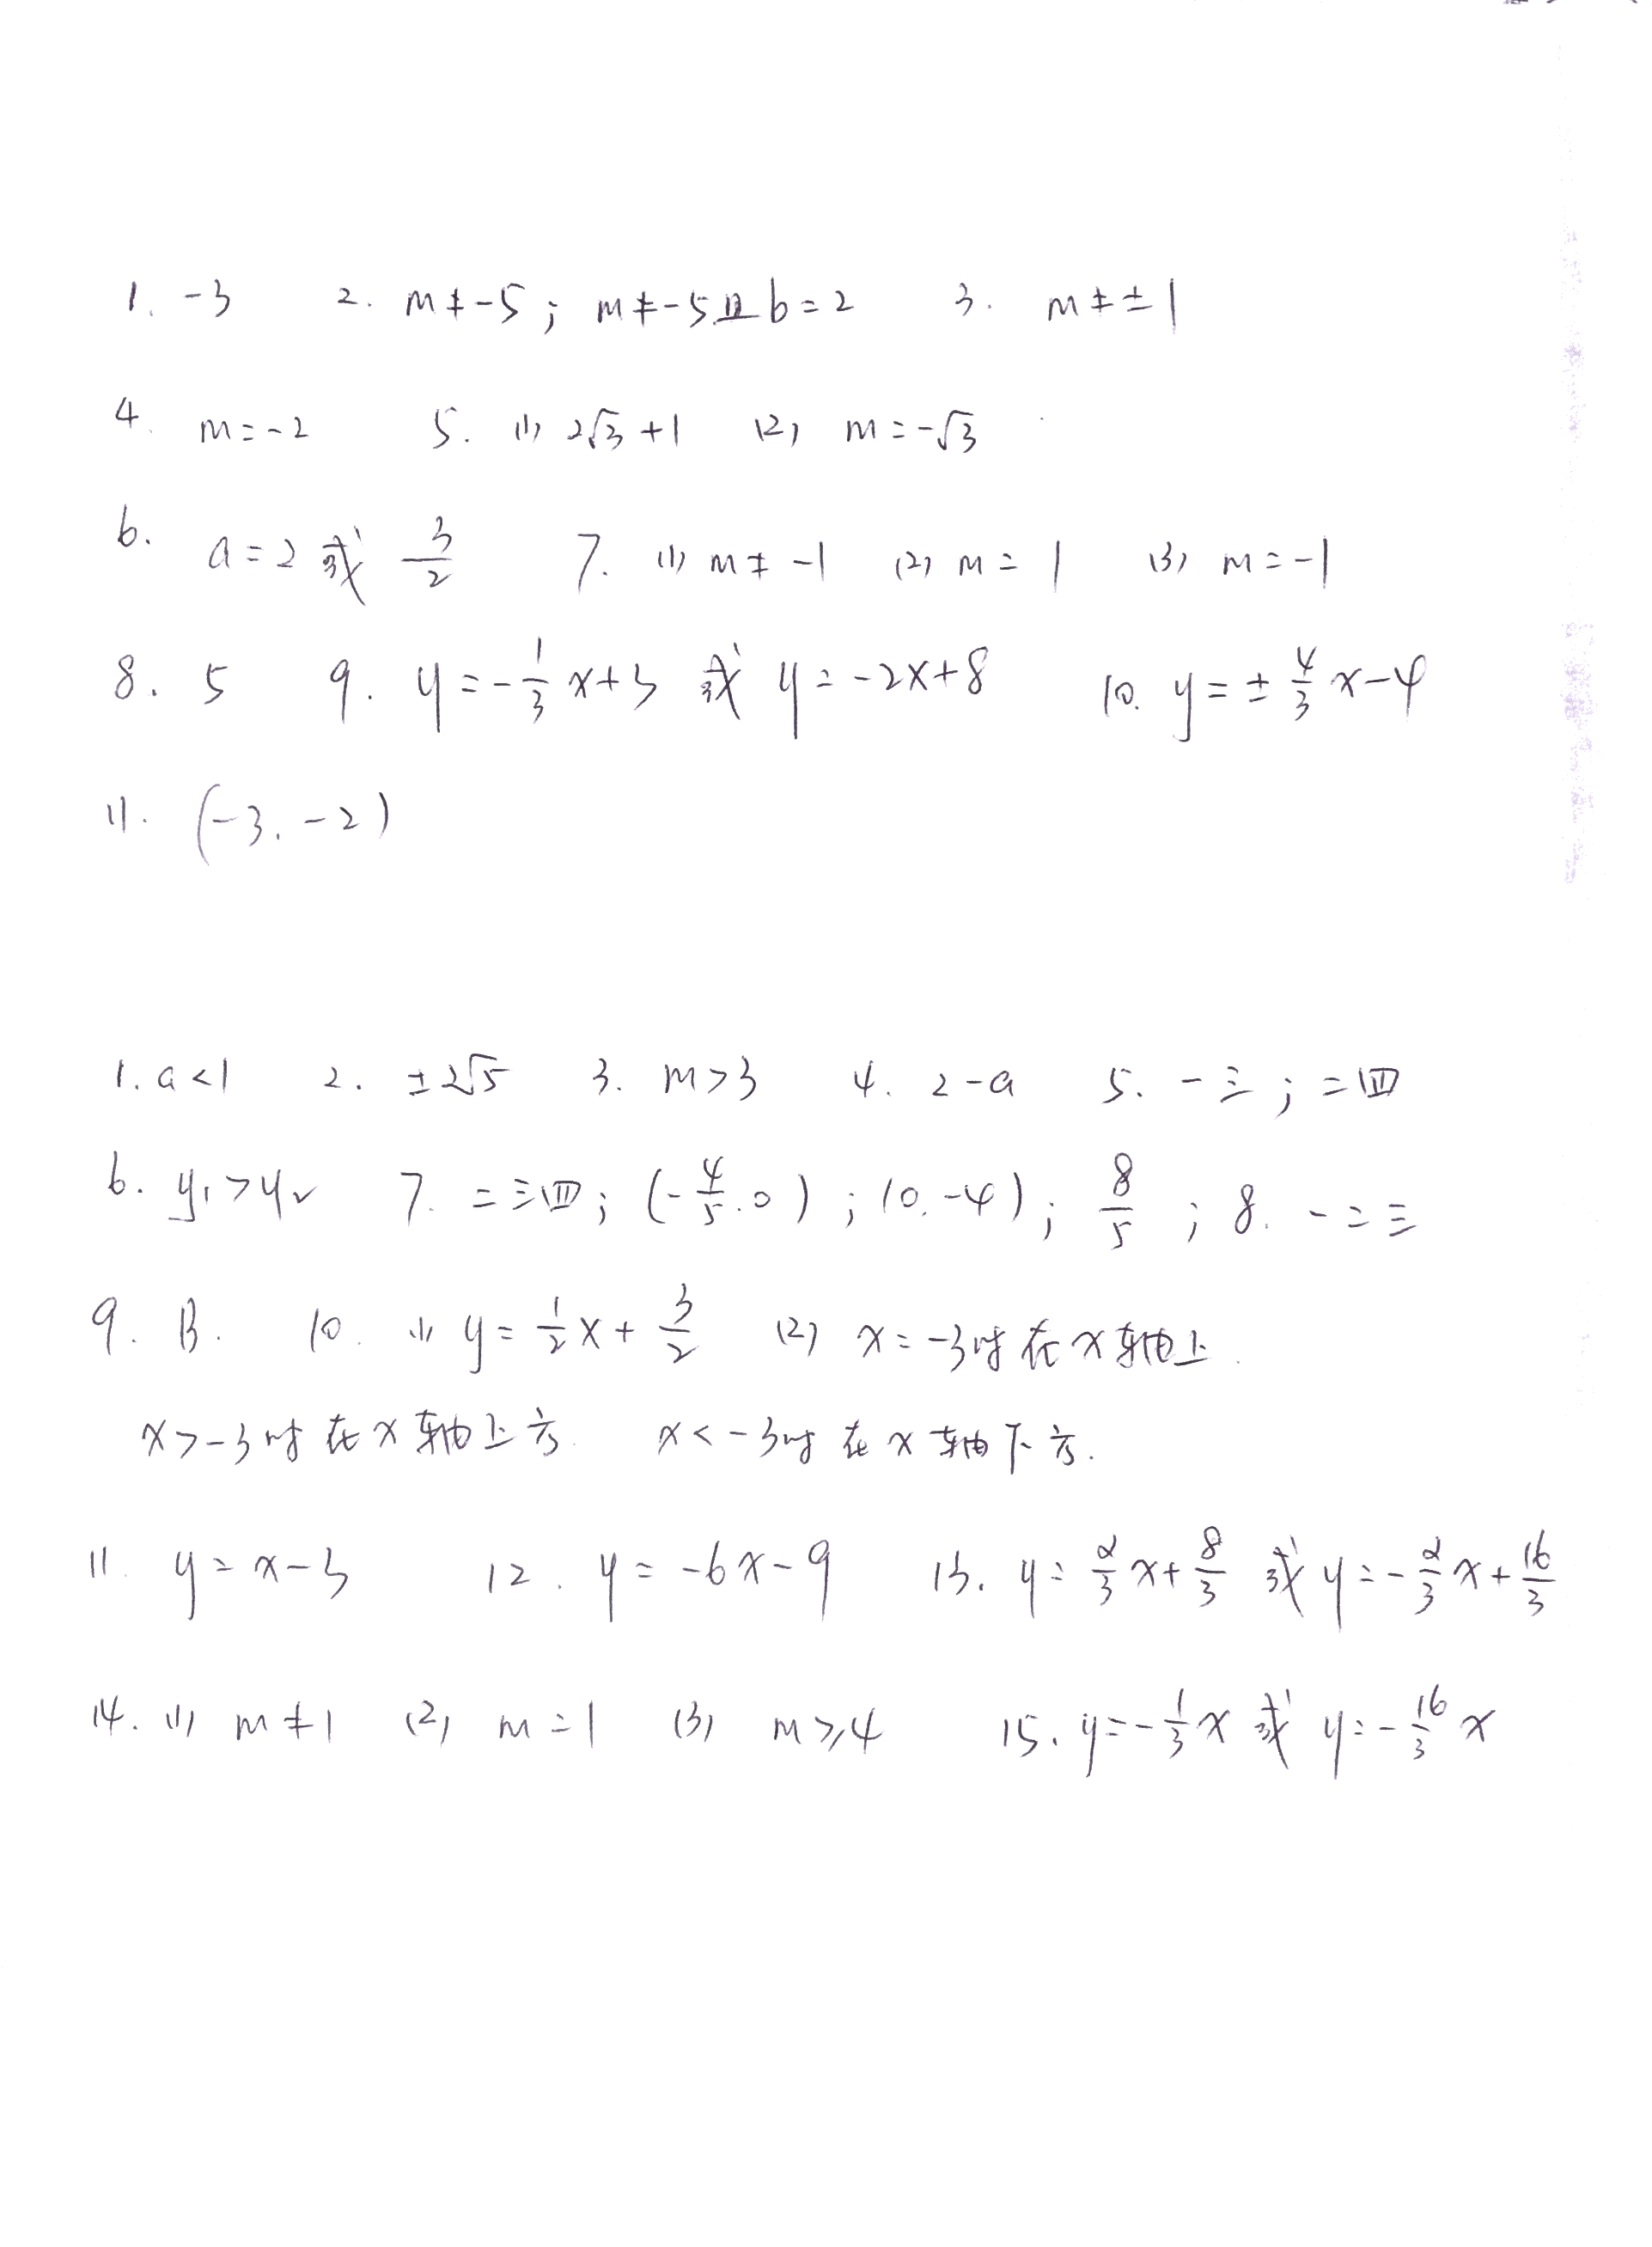 1. -3 2. m≠-5; m≠-5且b=2 3. m≠±1
4. m=-2 5. (1) 2√3+1 (2) m=-√3
6. a=2 或 3/2 7. (1) m≠-1 (2) m=1 (3) m=-1
8. 5 9. y=-1/3x+3 或 y=-2x+8 10. y=±4/3x-4
11. (-3.-2)
1. a<1 2. ±2√5 3. m>3 4. 2-a 5. 一三;二四
6. y₁>y₂ 7. 二三四;(-4/5.0);(0.-4);8/5; 8. 一二三
9. B. 10. (1) y=1/2x+3/2 (2) x=-3时在x轴上.
x>-3时在x轴上方. x<-3时在x轴下方.
11. y=x-3 12. y=-6x-9 13. y=2/3x+8/3 或 y=-2/3x+16/3
14. (1) m≠1 (2) m=1 (3) m≥4 15. y=-1/3x 或 y=-16/3x